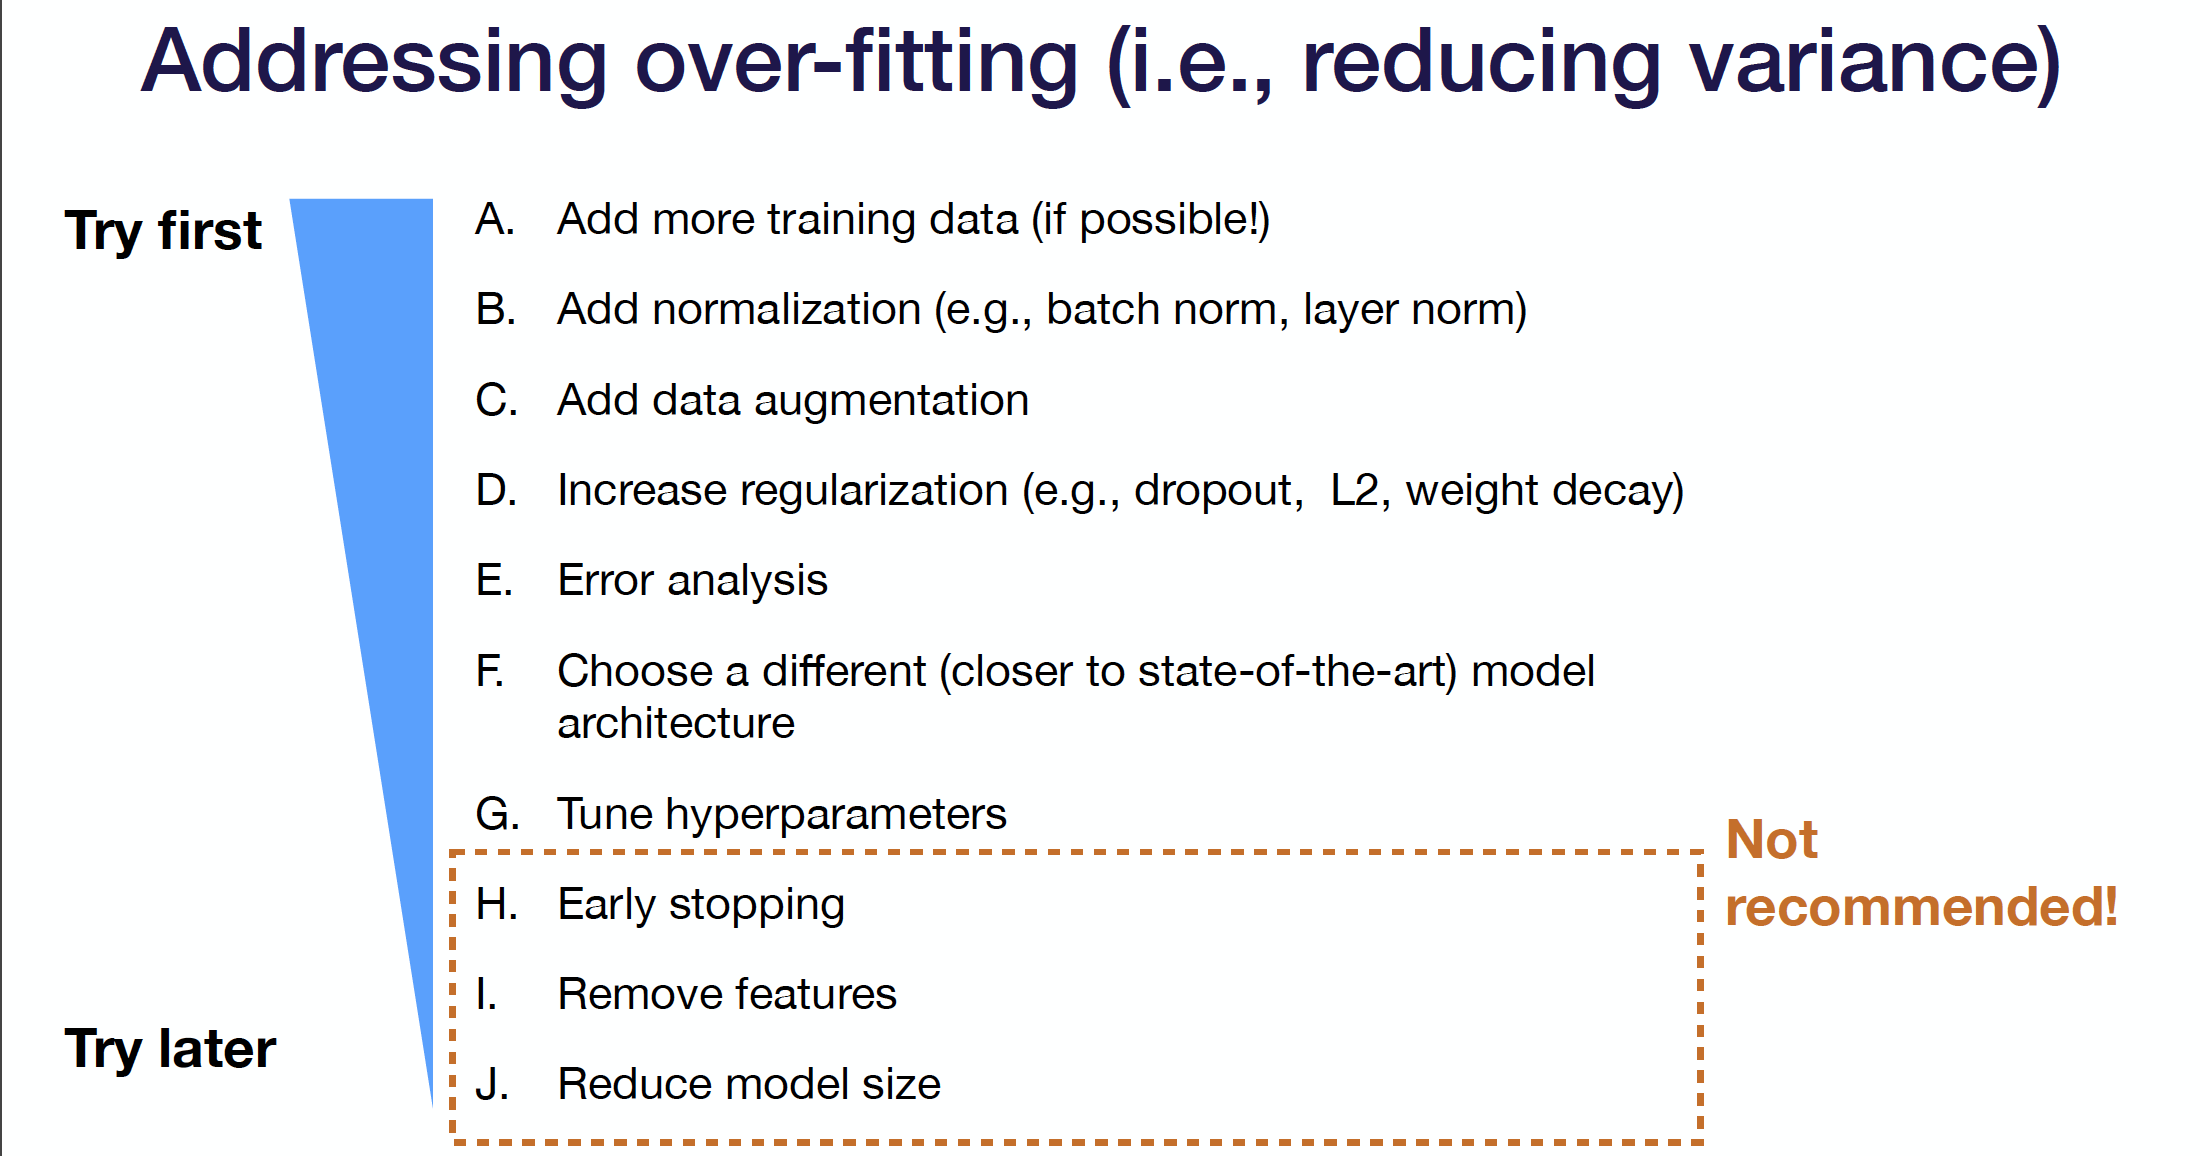 Addressing over-fitting (i.e., reducing variance)
Try first
A. Add more training data (if possible!)
B. Add normalization (e.g., batch norm, layer norm)
C. Add data augmentation
D. Increase regularization (e.g., dropout, L2, weight decay)
E. Error analysis
F. Choose a different (closer to state-of-the-art) model
architecture
G. Tune hyperparameters
Not
recommended!
H. Early stopping
I. Remove features
Try later
J. Reduce model size